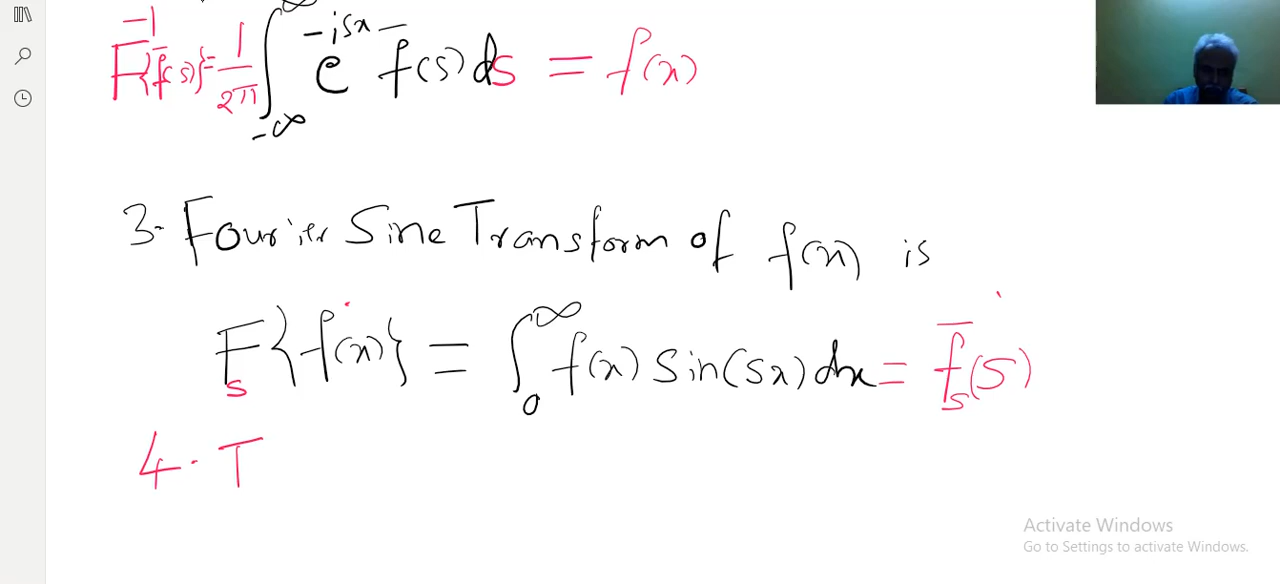 F⁻¹{f̄(s)} = 1/2π ∫_{-∞}^{∞} e^{-isx} f̄(s) ds = f(x)
3. Fourier Sine Transform of f(x) is
F_s{f(x)} = ∫_0^∞ f(x) sin(sx) dx = f̄_s(s)
4. T
Activate Windows
Go to Settings to activate Windows.